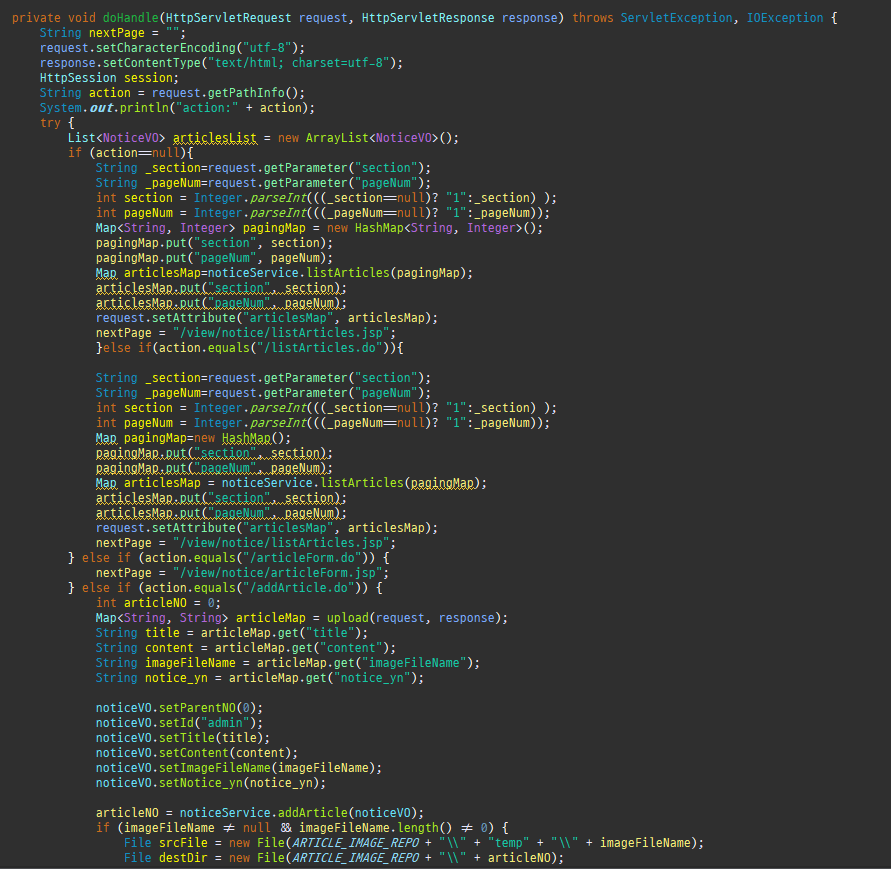 private void doHandle(HttpServletRequest request, HttpServletResponse response) throws ServletException, IOException {
    String nextPage = "";
    request.setCharacterEncoding("utf-8");
    response.setContentType("text/html; charset=utf-8");
    HttpSession session;
    String action = request.getPathInfo();
    System.out.println("action:" + action);
    try {
        List<NoticeVO> articlesList = new ArrayList<NoticeVO>();
        if (action==null){
            String _section=request.getParameter("section");
            String _pageNum=request.getParameter("pageNum");
            int section = Integer.parseInt(((_section==null)? "1":_section) );
            int pageNum = Integer.parseInt(((_pageNum==null)? "1":_pageNum));
            Map<String, Integer> pagingMap = new HashMap<String, Integer>();
            pagingMap.put("section", section);
            pagingMap.put("pageNum", pageNum);
            Map articlesMap=noticeService.listArticles(pagingMap);
            articlesMap.put("section", section);
            articlesMap.put("pageNum", pageNum);
            request.setAttribute("articlesMap", articlesMap);
            nextPage = "/view/notice/listArticles.jsp";
            }else if(action.equals("/listArticles.do")){
            String _section=request.getParameter("section");
            String _pageNum=request.getParameter("pageNum");
            int section = Integer.parseInt(((_section==null)? "1":_section) );
            int pageNum = Integer.parseInt(((_pageNum==null)? "1":_pageNum));
            Map pagingMap=new HashMap();
            pagingMap.put("section", section);
            pagingMap.put("pageNum", pageNum);
            Map articlesMap = noticeService.listArticles(pagingMap);
            articlesMap.put("section", section);
            articlesMap.put("pageNum", pageNum);
            request.setAttribute("articlesMap", articlesMap);
            nextPage = "/view/notice/listArticles.jsp";
        } else if (action.equals("/articleForm.do")) {
            nextPage = "/view/notice/articleForm.jsp";
        } else if (action.equals("/addArticle.do")) {
            int articleNO = 0;
            Map<String, String> articleMap = upload(request, response);
            String title = articleMap.get("title");
            String content = articleMap.get("content");
            String imageFileName = articleMap.get("imageFileName");
            String notice_yn = articleMap.get("notice_yn");
            noticeVO.setParentNO(0);
            noticeVO.setId("admin");
            noticeVO.setTitle(title);
            noticeVO.setContent(content);
            noticeVO.setImageFileName(imageFileName);
            noticeVO.setNotice_yn(notice_yn);
            articleNO = noticeService.addArticle(noticeVO);
            if (imageFileName != null && imageFileName.length() != 0) {
                File srcFile = new File(ARTICLE_IMAGE_REPO + "\\" + "temp" + "\\" + imageFileName);
                File destDir = new File(ARTICLE_IMAGE_REPO + "\\" + articleNO);